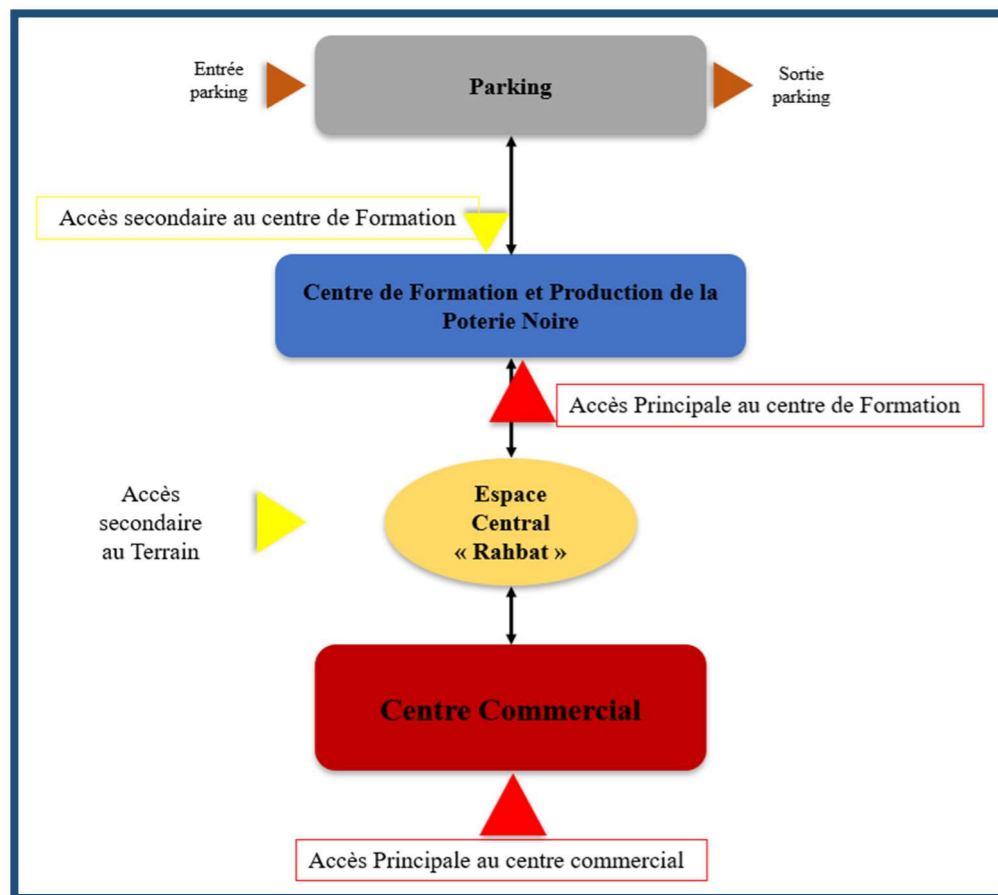 Entrée
parking
Parking
Sortie
parking
Accès secondaire au centre de Formation
Centre de Formation et Production de la
Poterie Noire
Accès Principale au centre de Formation
Accès
secondaire
au Terrain
Espace
Central
« Rahbat »
Centre Commercial
Accès Principale au centre commercial